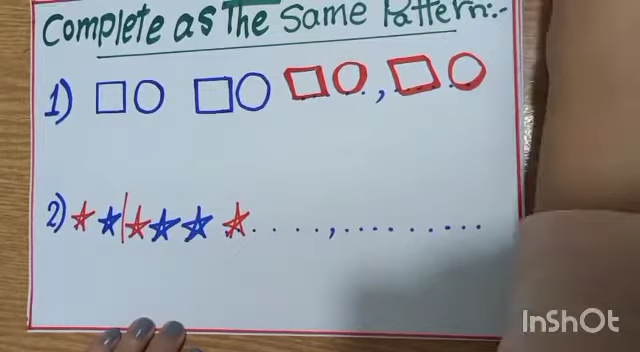 Complete as The Same Pattern:-
1)
,
2)
,
InShOt